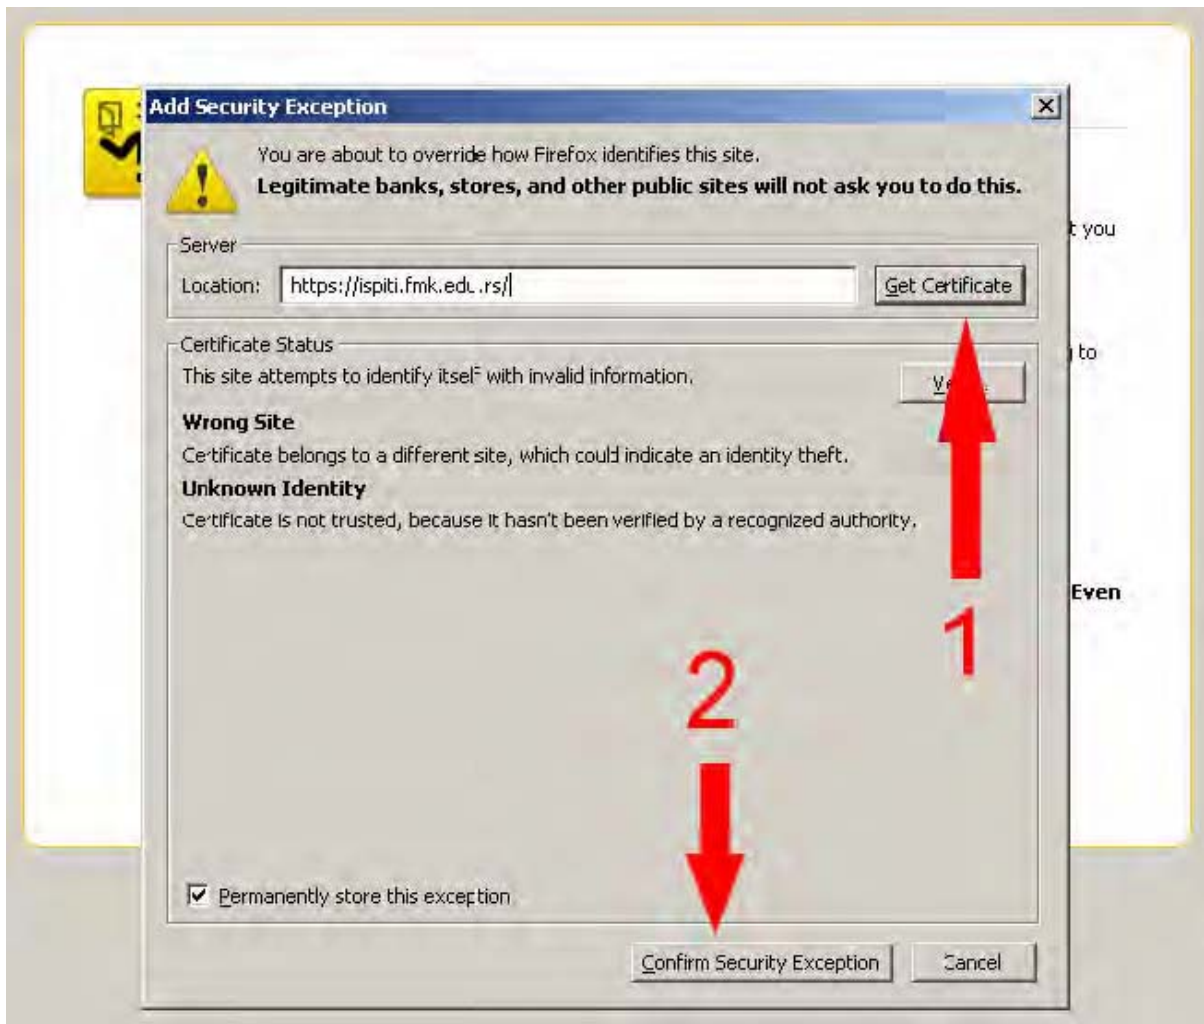 Add Security Exception
You are about to override how Firefox identifies this site.
Legitimate banks, stores, and other public sites will not ask you to do this.
t you
Server
Location: https://ispiti.fmk.edu.rs/ Get Certificate
Certificate Status
to
This site attempts to identify itself with invalid information.
Wrong Site
Certificate belongs to a different site, which could indicate an identity theft.
Unknown Identity
Certificate is not trusted, because it hasn't been verified by a recognized authority.
Even
1
2
Permanently store this exception
Confirm Security Exception Cancel